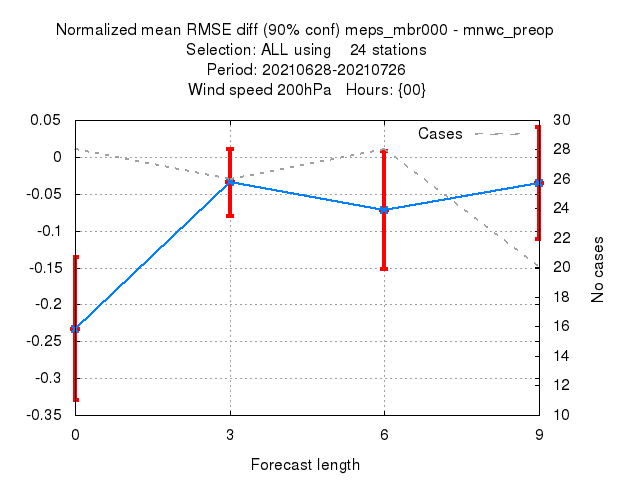 Normalized mean RMSE diff (90% conf) meps_mbr000 - mnwc_preop
Selection: ALL using    24 stations
Period: 20210628-20210726
Wind speed 200hPa   Hours: {00}
Cases
0.05
0
-0.05
-0.1
-0.15
-0.2
-0.25
-0.3
-0.35
30
28
26
24
22
20
18
16
14
12
10
No cases
0 3 6 9
Forecast length